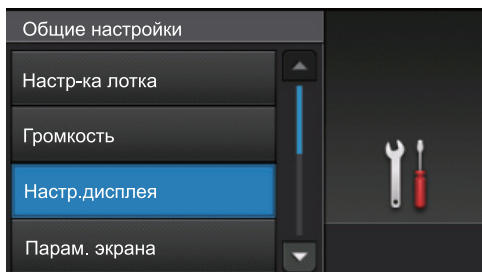 Общие настройки
Настр-ка лотка
Громкость
Настр.дисплея
Парам. экрана